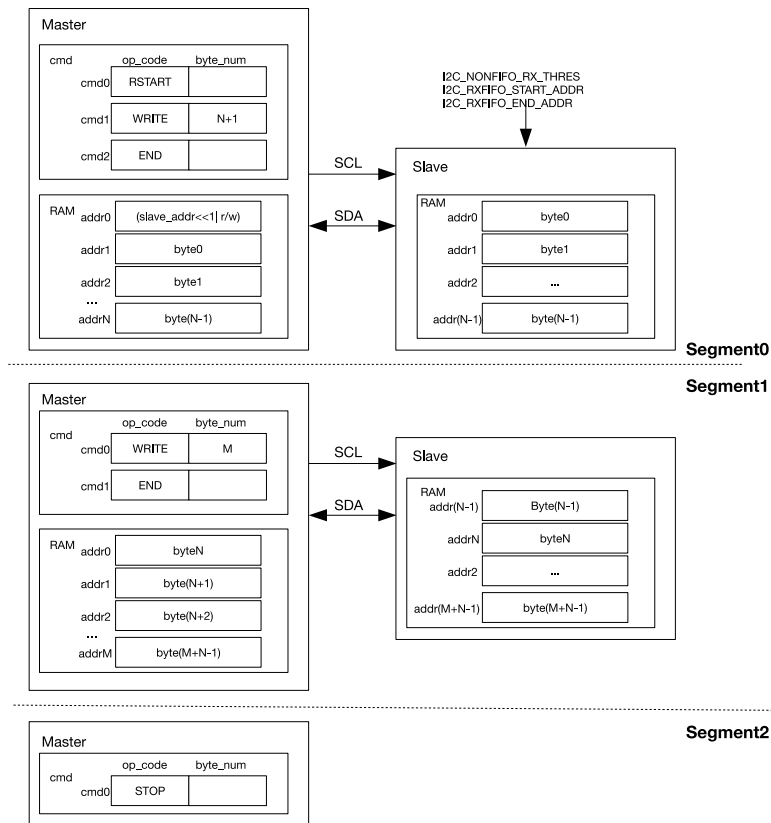 Master
cmd
op_code byte_num
cmd0 RSTART
cmd1 WRITE N+1
cmd2 END
RAM
addr0 (slave_addr<<1| r/w)
addr1 byte0
addr2 byte1
...
addrN byte(N-1)
SCL
SDA
I2C_NONFIFO_RX_THRES
I2C_RXFIFO_START_ADDR
I2C_RXFIFO_END_ADDR
Slave
RAM
addr0 byte0
addr1 byte1
addr2 ...
addr(N-1) byte(N-1)
Segment0
Segment1
Master
op_code byte_num
cmd
cmd0 WRITE M
cmd1 END
RAM
addr0 byteN
addr1 byte(N+1)
addr2 byte(N+2)
...
addrM byte(M+N-1)
SCL
SDA
Slave
RAM
addr(N-1) Byte(N-1)
addrN byteN
addr2 ...
addr(M+N-1) byte(M+N-1)
Segment2
Master
op_code byte_num
cmd
cmd0 STOP